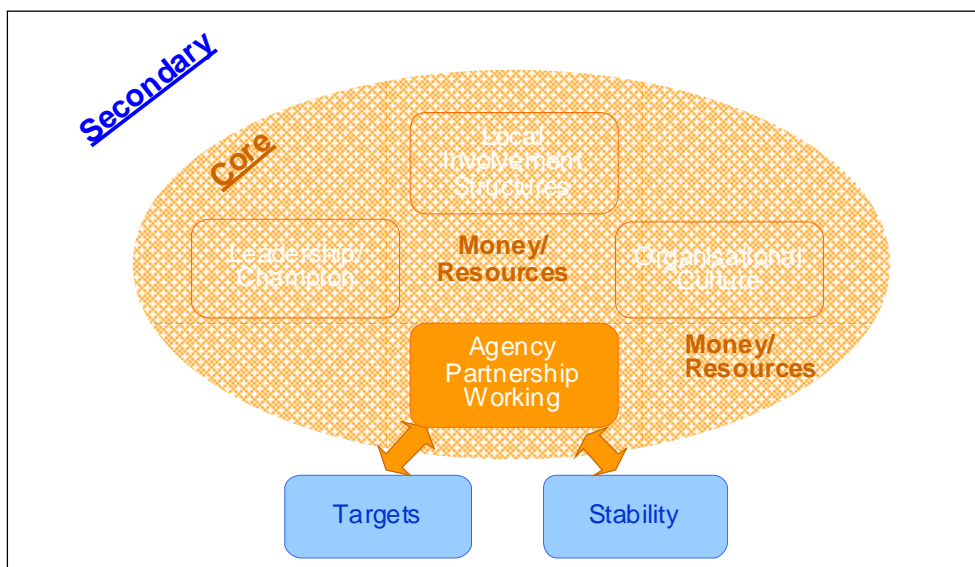 Secondary
Core
Local
Involvement
Structures
Leadership/
Champion
Money/
Resources
Organisational
Culture
Agency
Partnership
Working
Money/
Resources
Targets
Stability